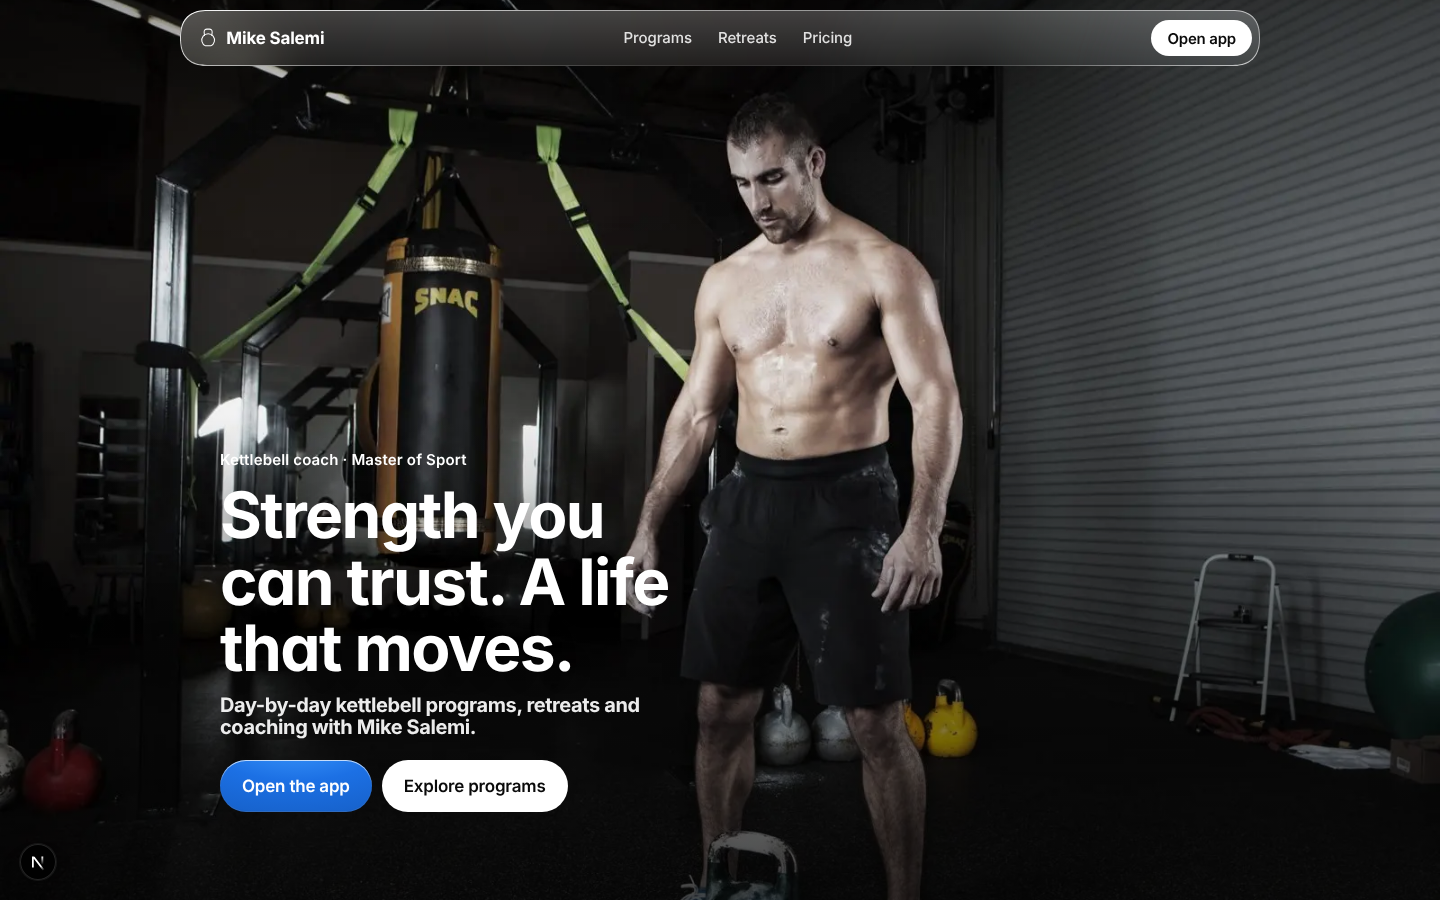 Mike Salemi
Programs
Retreats
Pricing
Open app
SNAC
Kettlebell coach · Master of Sport
Strength you
can trust. A life
that moves.
Day-by-day kettlebell programs, retreats and
coaching with Mike Salemi.
Open the app
Explore programs
N